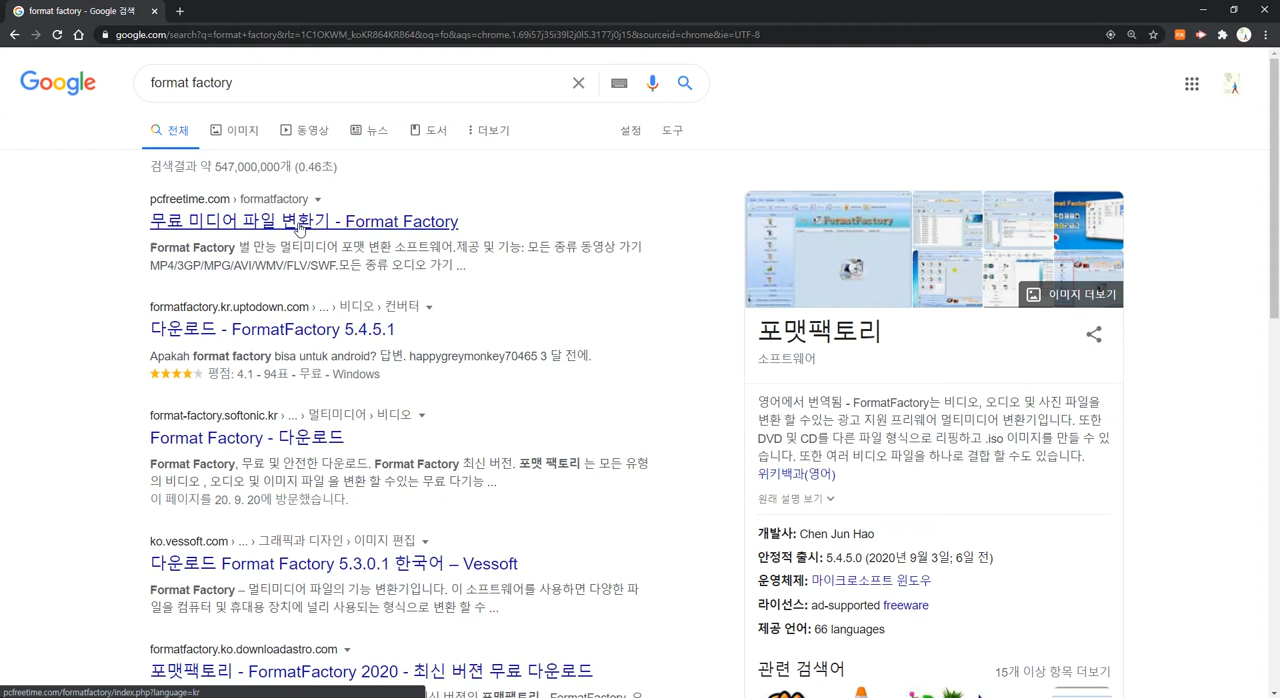 format factory - Google 검색
google.com/search?q=format+factory&rlz=1C1OKWM_koKR864KR864&oq=fo&aqs=chrome.1.69i57j35i39l2j0l5.3177j0j15&sourceid=chrome&ie=UTF-8
Google
format factory
전체 이미지 동영상 뉴스 도서 더보기 설정 도구
검색결과 약 547,000,000개 (0.46초)
pcfreetime.com › formatfactory
무료 미디어 파일 변환기 - Format Factory
Format Factory 벌 만능 멀티미디어 포맷 변환 소프트웨어.제공 및 기능: 모든 종류 동영상 가기
MP4/3GP/MPG/AVI/WMV/FLV/SWF.모든 종류 오디오 가기 ...
formatfactory.kr.uptodown.com › ... › 비디오 › 컨버터
다운로드 - FormatFactory 5.4.5.1
Apakah format factory bisa untuk android? 답변. happygreymonkey70465 3 달 전에.
평점: 4.1 - 94표 - 무료 - Windows
format-factory.softonic.kr › ... › 멀티미디어 › 비디오
Format Factory - 다운로드
Format Factory, 무료 및 안전한 다운로드. Format Factory 최신 버전. 포맷 팩토리 는 모든 유형
의 비디오 , 오디오 및 이미지 파일 을 변환 할 수있는 무료 다기능 ...
이 페이지를 20. 9. 20에 방문했습니다.
ko.vessoft.com › ... › 그래픽과 디자인 › 이미지 편집
다운로드 Format Factory 5.3.0.1 한국어 – Vessoft
Format Factory – 멀티미디어 파일의 기능 변환기입니다. 이 소프트웨어를 사용하면 다양한 파
일을 컴퓨터 및 휴대용 장치에 널리 사용되는 형식으로 변환 할 수 ...
formatfactory.ko.downloadastro.com
포맷팩토리 - FormatFactory 2020 - 최신 버젼 무료 다운로드
pcfreetime.com/formatfactory/index.php?language=kr
FormatFactory
이미지 더보기
포맷팩토리
소프트웨어
영어에서 번역됨 - FormatFactory는 비디오, 오디오 및 사진 파일을
변환 할 수있는 광고 지원 프리웨어 멀티미디어 변환기입니다. 또한
DVD 및 CD를 다른 파일 형식으로 리핑하고 .iso 이미지를 만들 수 있
습니다. 또한 여러 비디오 파일을 하나로 결합 할 수도 있습니다.
위키백과(영어)
원래 설명 보기
개발사: Chen Jun Hao
안정적 출시: 5.4.5.0 (2020년 9월 3일; 6일 전)
운영체제: 마이크로소프트 윈도우
라이선스: ad-supported freeware
제공 언어: 66 languages
관련 검색어 15개 이상 항목 보기